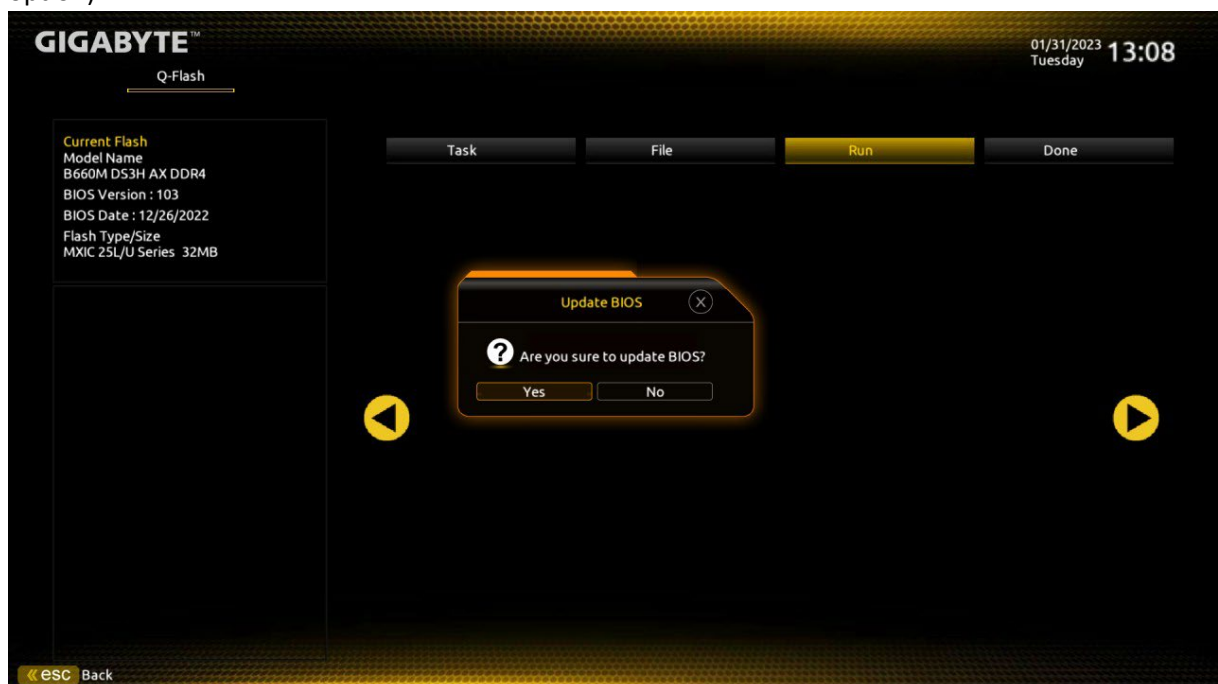 GIGABYTE™
Q-Flash
01/31/2023
Tuesday
13:08
Current Flash
Model Name
B660M DS3H AX DDR4
BIOS Version : 103
BIOS Date : 12/26/2022
Flash Type/Size
MXIC 25L/U Series 32MB
Task
File
Run
Done
Update BIOS
X
? Are you sure to update BIOS?
Yes
No
esc Back